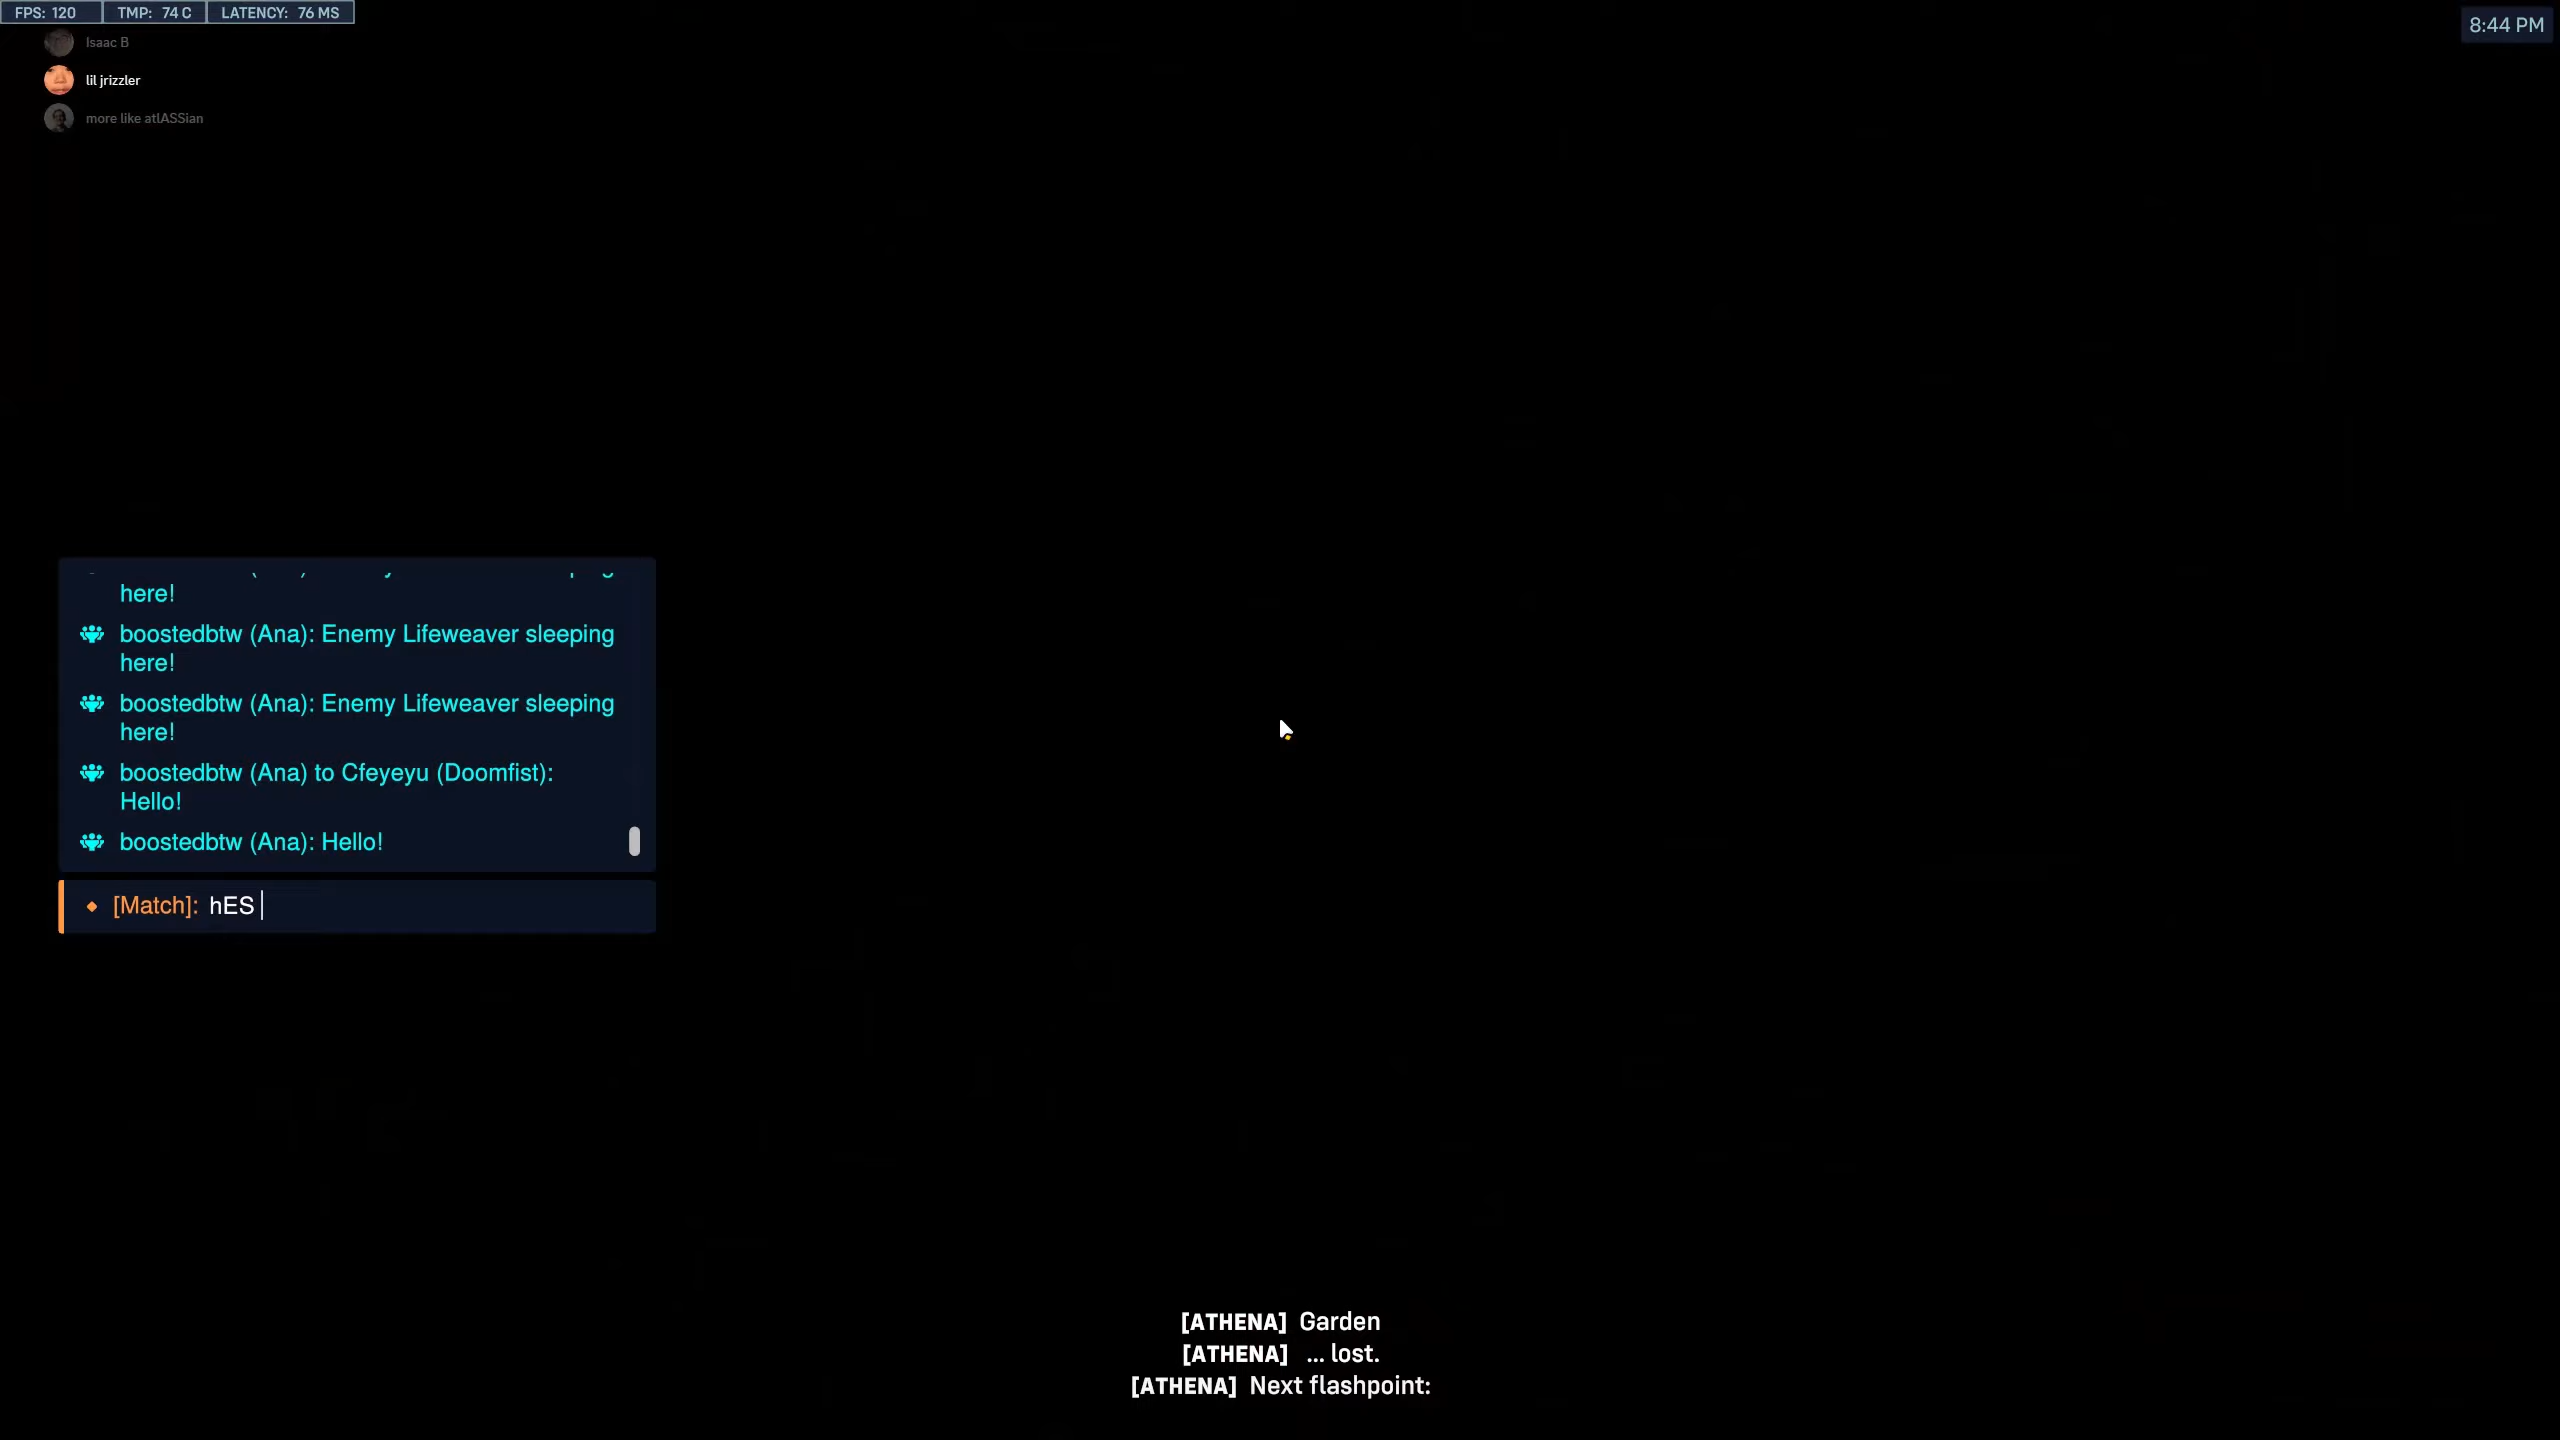 FPS: 120 TMP: 74 C LATENCY: 76 MS
8:44 PM
Isaac B
lil jrizzler
more like atlASSian
here!
boostedbtw (Ana): Enemy Lifeweaver sleeping
here!
boostedbtw (Ana): Enemy Lifeweaver sleeping
here!
boostedbtw (Ana) to Cfeyeyu (Doomfist):
Hello!
boostedbtw (Ana): Hello!
[Match]: hES
[ATHENA] Garden
[ATHENA] ... lost.
[ATHENA] Next flashpoint: